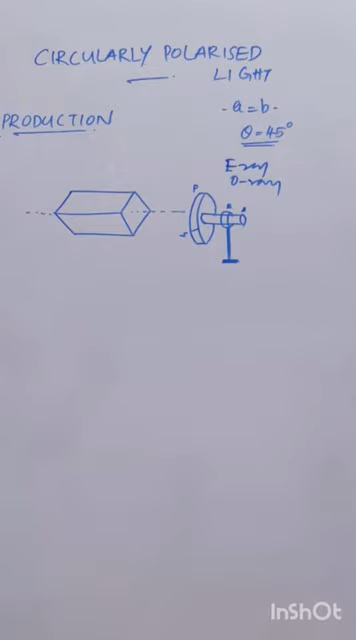 CIRCULARLY POLARISED
LIGHT
- a = b -
PRODUCTION
θ = 45°
E-ray
O-ray
P
InShOt